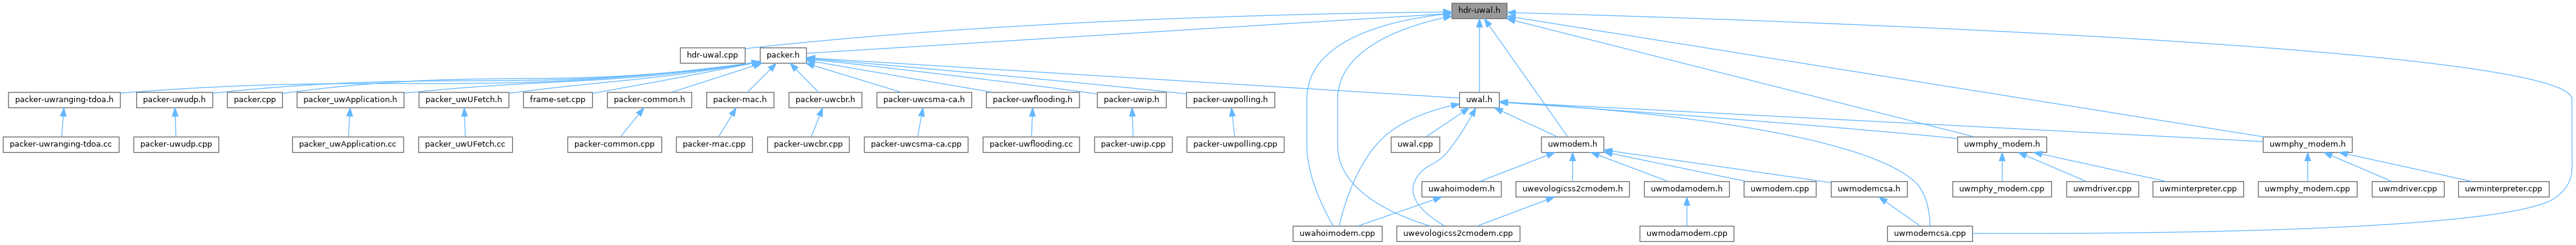 hdr-uwal.h
hdr-uwal.cpp
packer.h
packer-uwranging-tdoa.h
packer-uwudp.h
packer.cpp
packer_uwApplication.h
packer_uwUFetch.h
frame-set.cpp
packer-common.h
packer-mac.h
packer-uwcbr.h
packer-uwcsma-ca.h
packer-uwflooding.h
packer-uwip.h
packer-uwpolling.h
uwal.h
packer-uwranging-tdoa.cc
packer-uwudp.cpp
packer_uwApplication.cc
packer_uwUFetch.cc
packer-common.cpp
packer-mac.cpp
packer-uwcbr.cpp
packer-uwcsma-ca.cpp
packer-uwflooding.cc
packer-uwip.cpp
packer-uwpolling.cpp
uwal.cpp
uwmodem.h
uwmphy_modem.h
uwmphy_modem.h
uwahoimodem.h
uwevologicss2cmodem.h
uwmodamodem.h
uwmodem.cpp
uwmodemcsa.h
uwmphy_modem.cpp
uwmdriver.cpp
uwminterpreter.cpp
uwmphy_modem.cpp
uwmdriver.cpp
uwminterpreter.cpp
uwahoimodem.cpp
uwevologicss2cmodem.cpp
uwmodamodem.cpp
uwmodemcsa.cpp